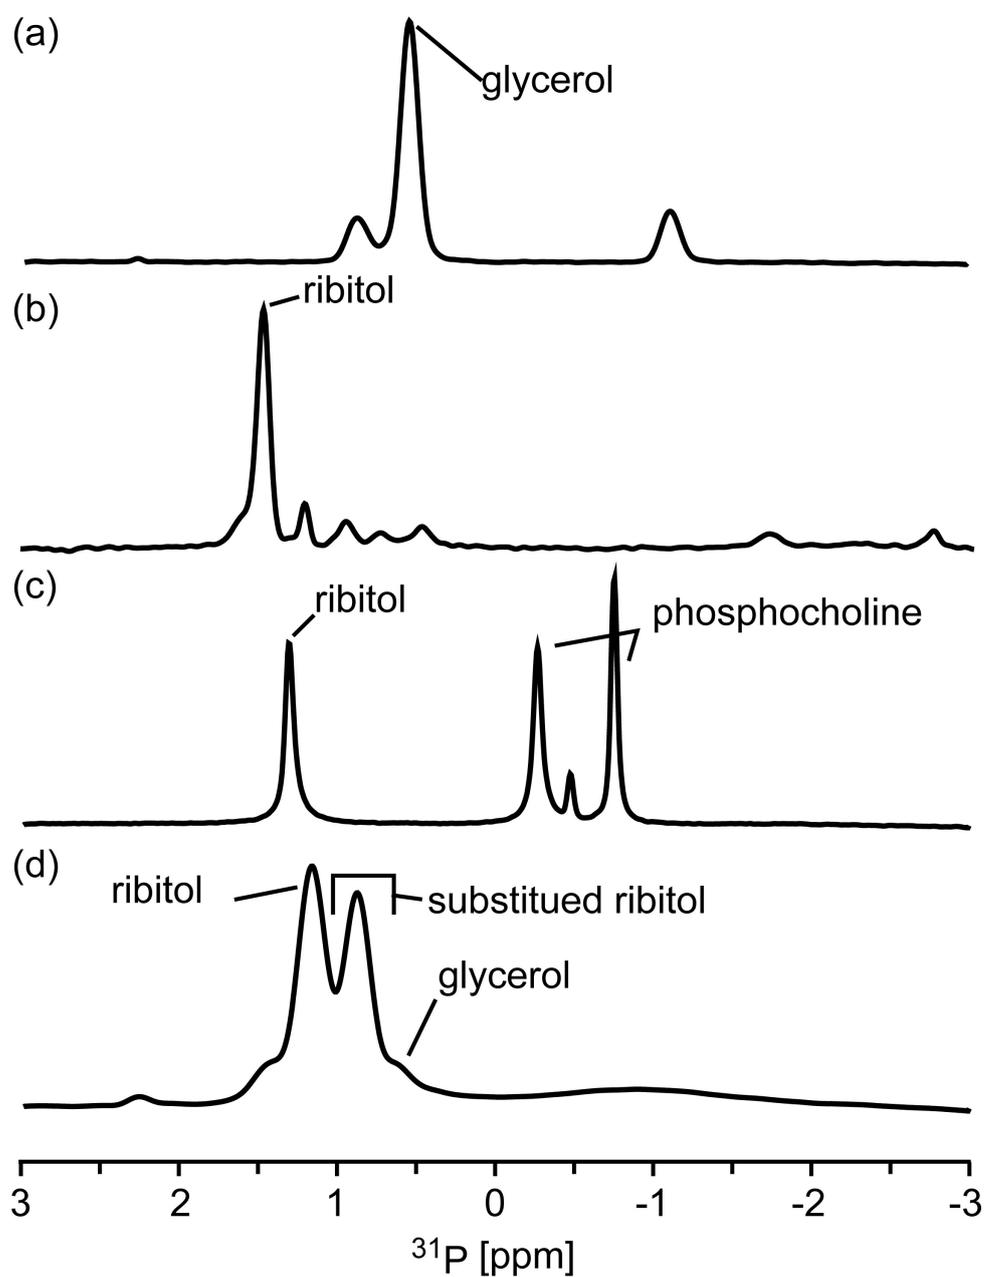 (a)
glycerol
(b)
ribitol
(c)
ribitol
phosphocholine
(d)
ribitol
substitued ribitol
glycerol
3 2 1 0 -1 -2 -3
³¹P [ppm]